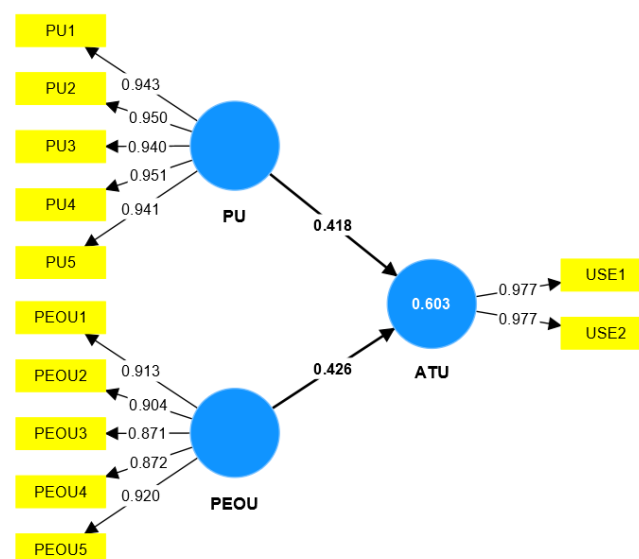 PU1
PU2
PU3
PU4
PU5
0.943
0.950
0.940
0.951
0.941
PU
0.418
PEOU1
PEOU2
PEOU3
PEOU4
PEOU5
0.913
0.904
0.871
0.872
0.920
PEOU
0.426
0.603
ATU
0.977
0.977
USE1
USE2